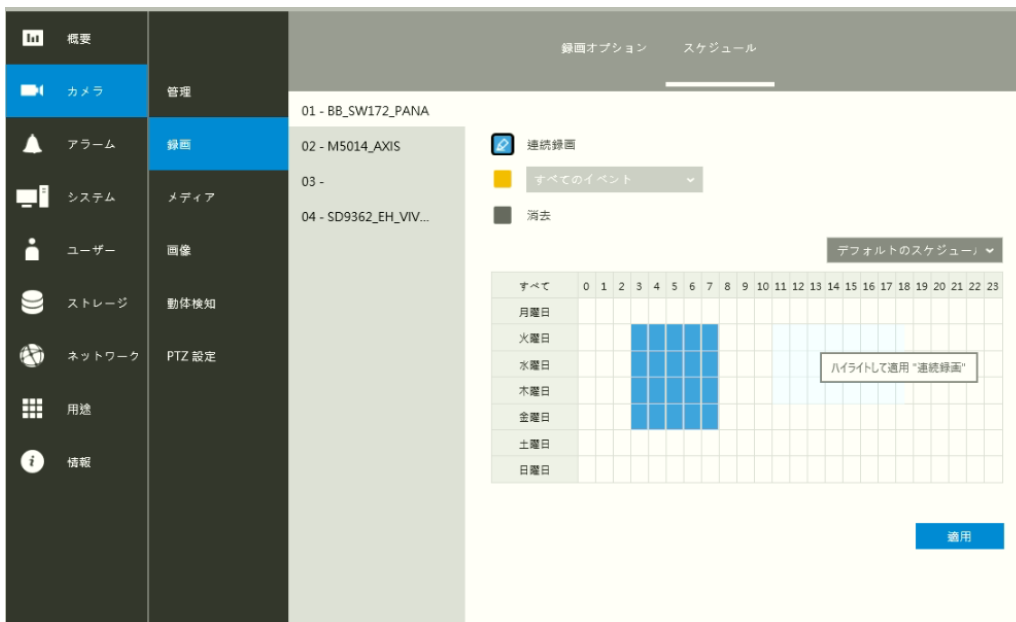 概要
カメラ
アラーム
システム
ユーザー
ストレージ
ネットワーク
用途
情報
管理
録画
メディア
画像
動体検知
PTZ 設定
録画オプション スケジュール
01 - BB_SW172_PANA
02 - M5014_AXIS
03 -
04 - SD9362_EH_VIV...
連続録画
すべてのイベント
消去
デフォルトのスケジュー
すべて 0 1 2 3 4 5 6 7 8 9 10 11 12 13 14 15 16 17 18 19 20 21 22 23
月曜日
火曜日
水曜日
木曜日
金曜日
土曜日
日曜日
ハイライトして適用 "連続録画"
適用